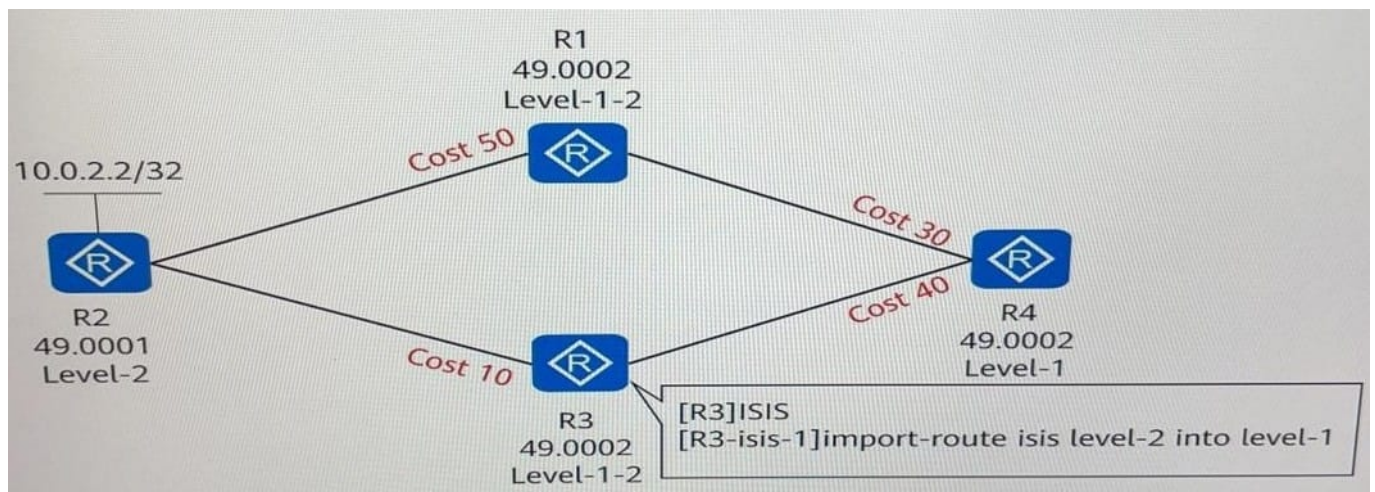 R1
49.0002
Level-1-2
Cost 50
10.0.2.2/32
R
Cost 30
R
R
Cost 40
R2
49.0001
Level-2
Cost 10
R
R4
49.0002
Level-1
R3
49.0002
Level-1-2
[R3]ISIS
[R3-isis-1]import-route isis level-2 into level-1